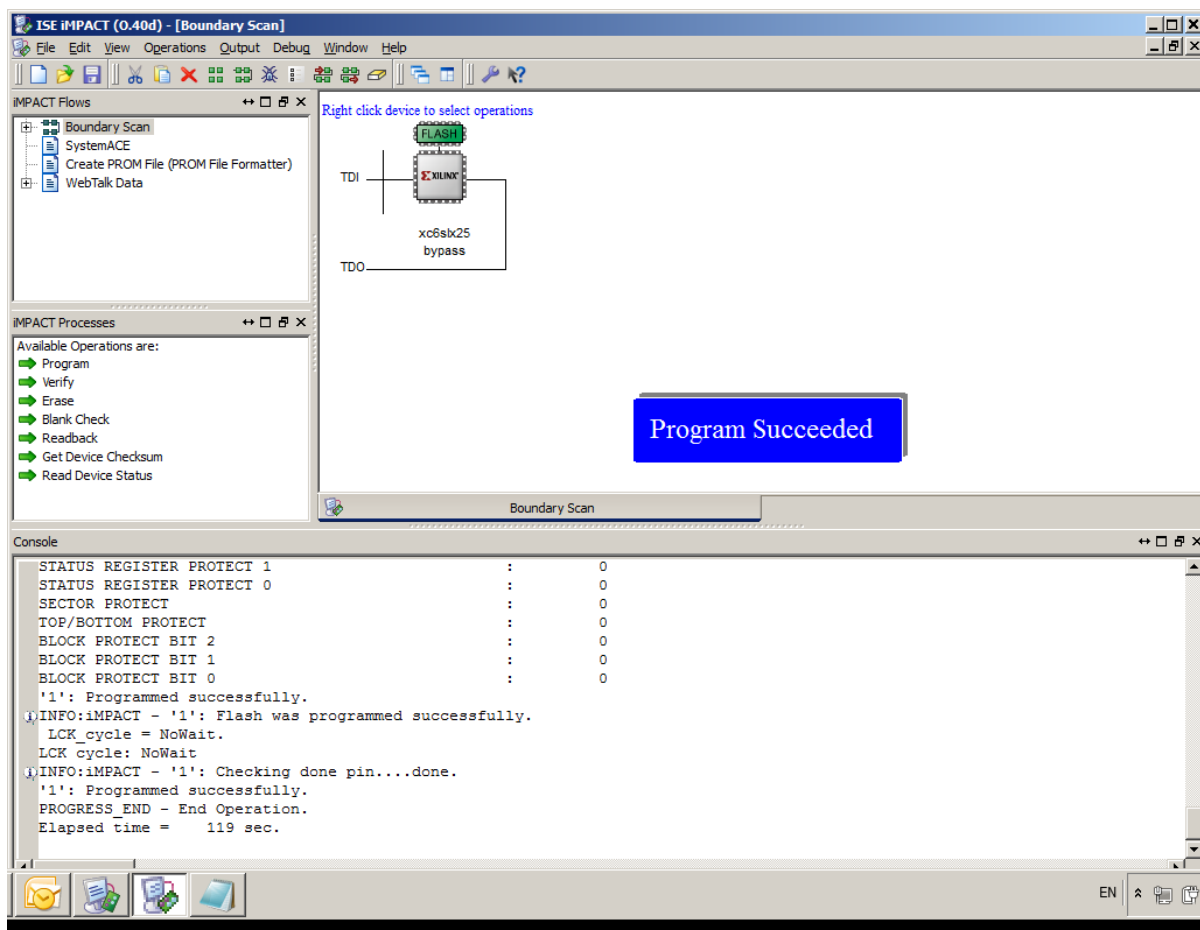 ISE iMPACT (0.40d) - [Boundary Scan]
File Edit View Operations Output Debug Window Help
iMPACT Flows
Boundary Scan
SystemACE
Create PROM File (PROM File Formatter)
WebTalk Data
iMPACT Processes
Available Operations are:
Program
Verify
Erase
Blank Check
Readback
Get Device Checksum
Read Device Status
Right click device to select operations
FLASH
TDI
XILINX
xc6slx25
bypass
TDO
Program Succeeded
Boundary Scan
Console
STATUS REGISTER PROTECT 1 : 0
STATUS REGISTER PROTECT 0 : 0
SECTOR PROTECT : 0
TOP/BOTTOM PROTECT : 0
BLOCK PROTECT BIT 2 : 0
BLOCK PROTECT BIT 1 : 0
BLOCK PROTECT BIT 0 : 0
'1': Programmed successfully.
INFO:iMPACT - '1': Flash was programmed successfully.
LCK_cycle = NoWait.
LCK cycle: NoWait
INFO:iMPACT - '1': Checking done pin....done.
'1': Programmed successfully.
PROGRESS_END - End Operation.
Elapsed time = 119 sec.
EN